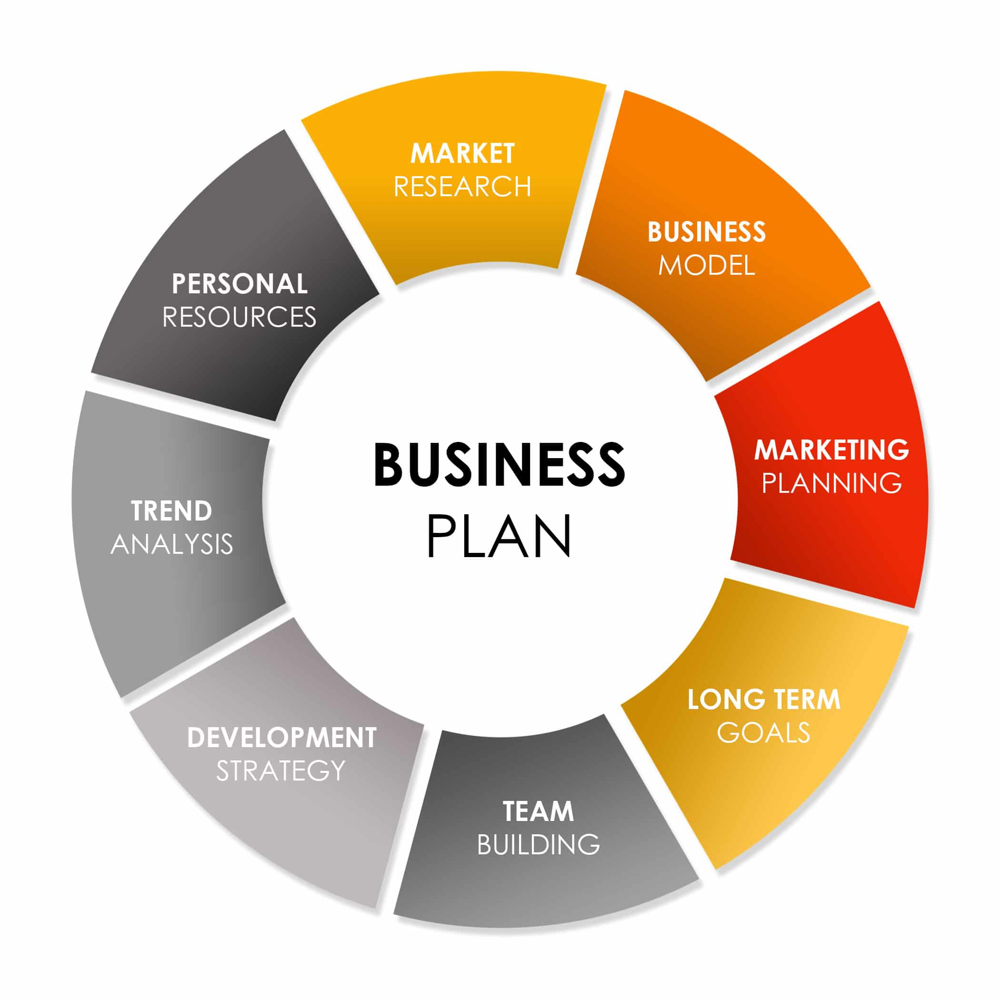 MARKET
RESEARCH
BUSINESS
MODEL
MARKETING
PLANNING
LONG TERM
GOALS
TEAM
BUILDING
DEVELOPMENT
STRATEGY
TREND
ANALYSIS
PERSONAL
RESOURCES
BUSINESS
PLAN